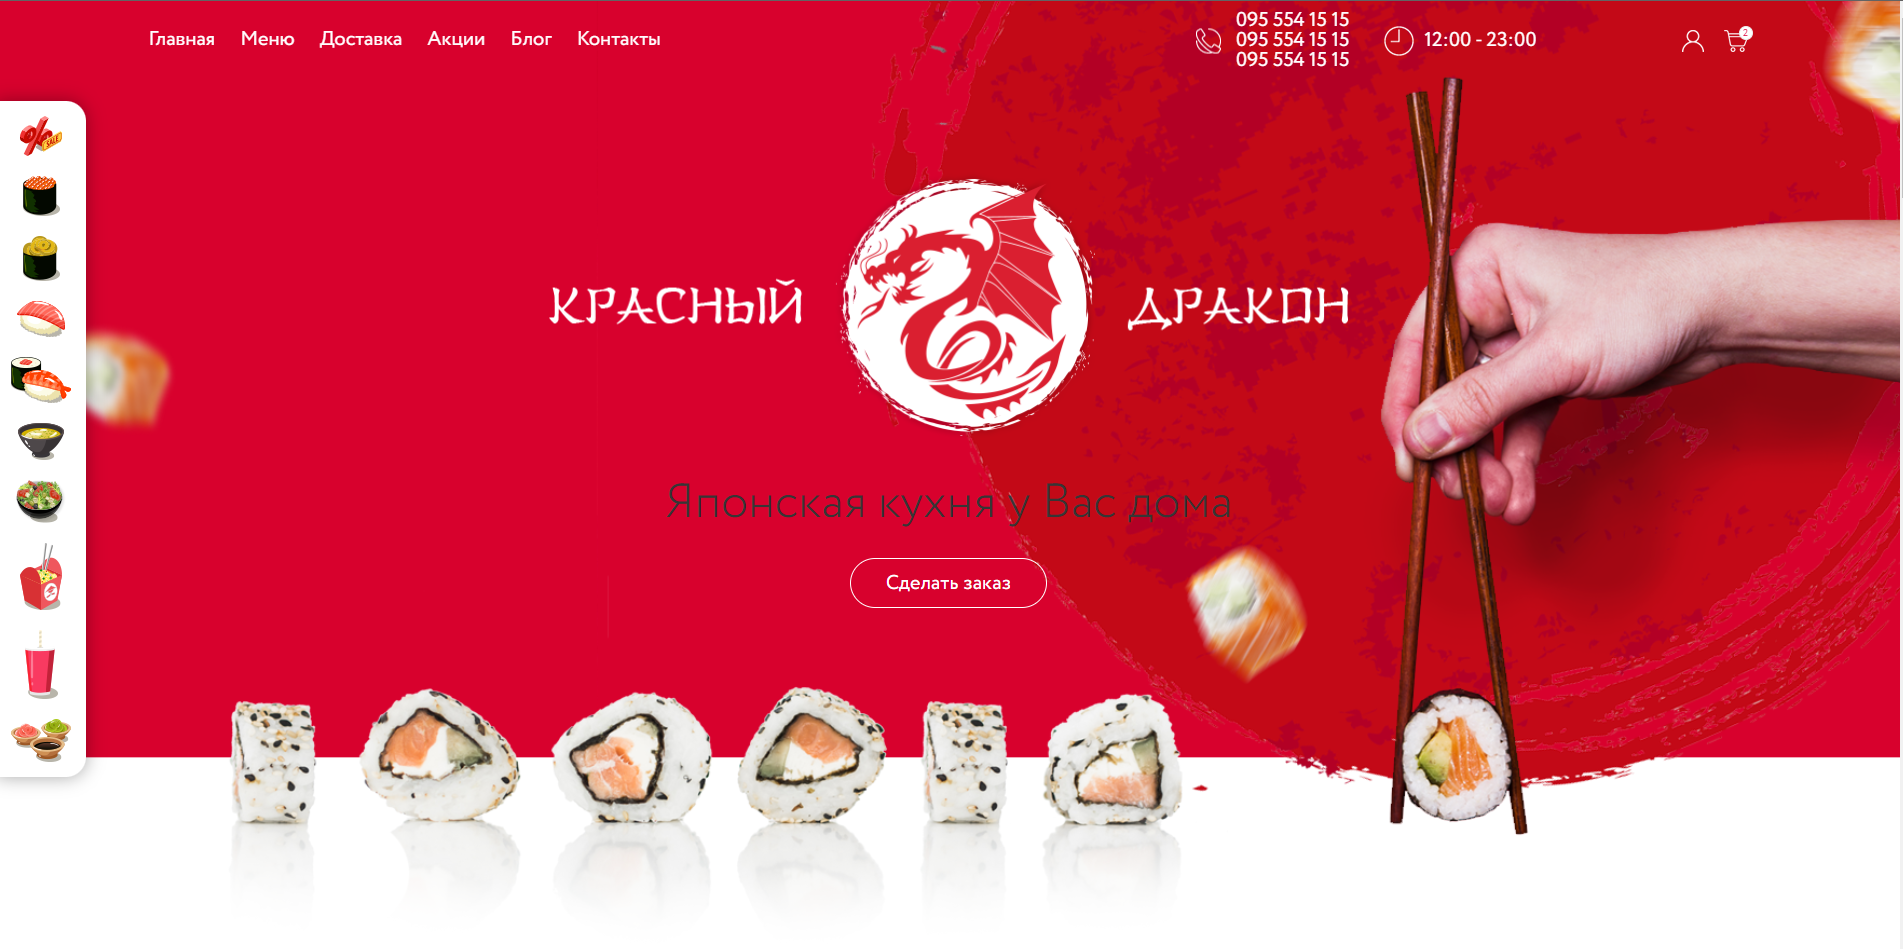 Главная Меню Доставка Акции Блог Контакты
095 554 15 15
095 554 15 15
095 554 15 15
12:00 - 23:00
2
SALE
КРАСНЫЙ ДРАКОН
Японская кухня у Вас дома
Сделать заказ